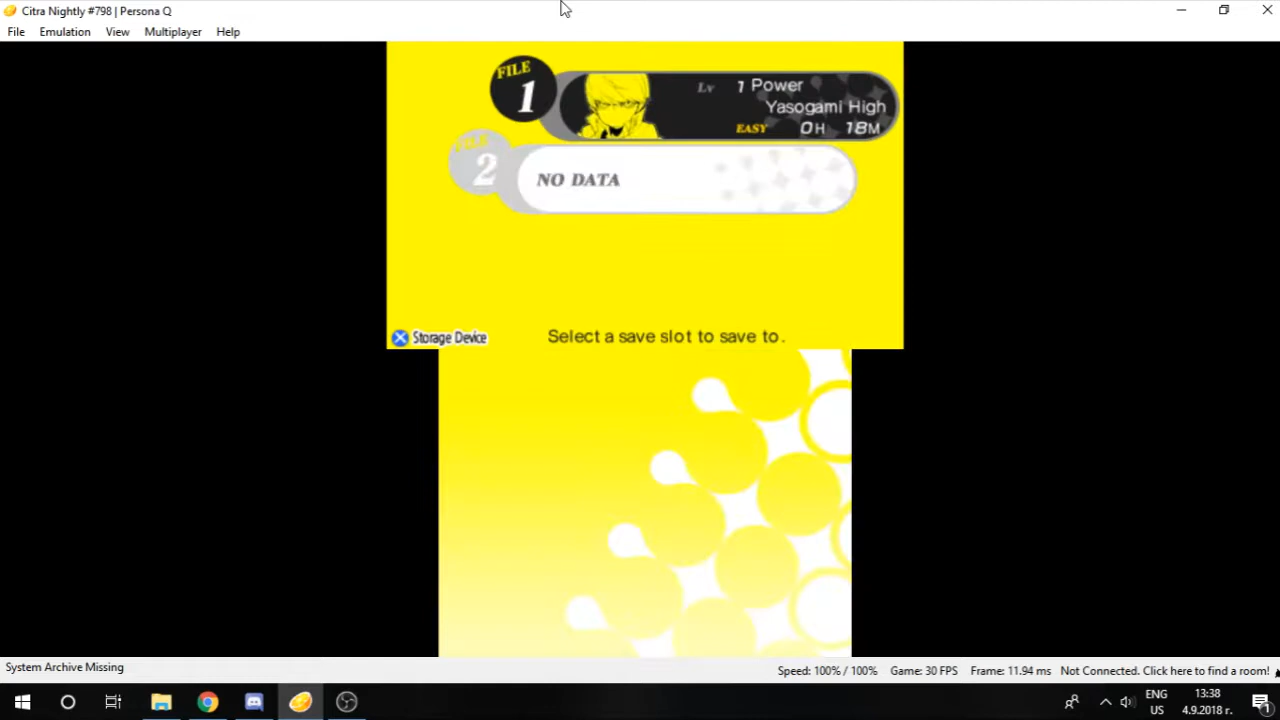 Citra Nightly #798 | Persona Q
File Emulation View Multiplayer Help
FILE 1
Lv 1 Power
Yasogami High
EASY 0H 18M
FILE 2
NO DATA
Storage Device
Select a save slot to save to.
System Archive Missing
Speed: 100% / 100% Game: 30 FPS Frame: 11.94 ms Not Connected. Click here to find a room!
ENG
US
13:38
4.9.2018 г.
1